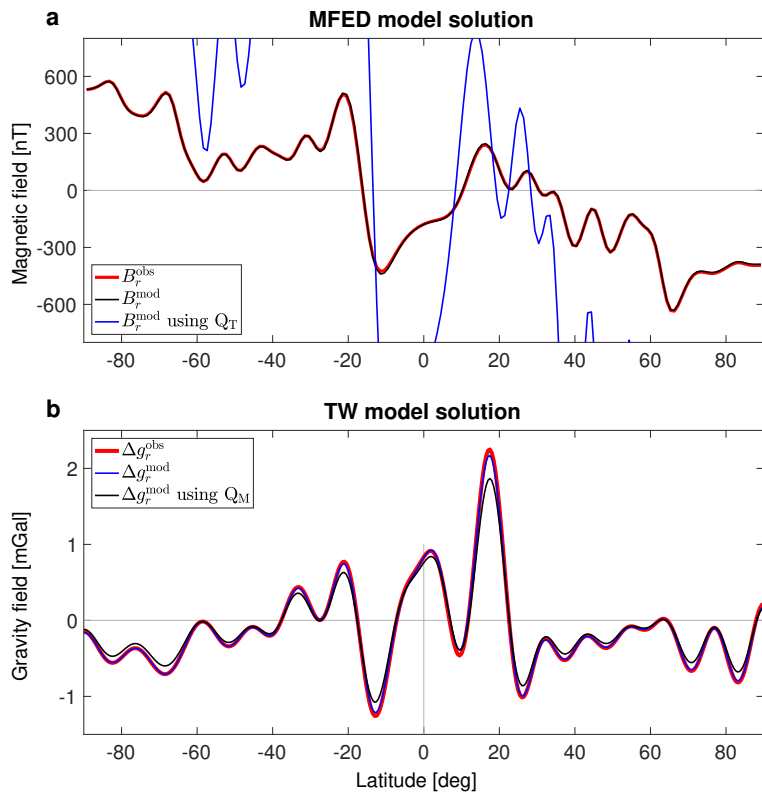 a
MFED model solution
600
300
0
-300
-600
Magnetic field [nT]
B_r^obs
B_r^mod
B_r^mod using Q_T
-80 -60 -40 -20 0 20 40 60 80
b
TW model solution
2
1
0
-1
Gravity field [mGal]
Δg_r^obs
Δg_r^mod
Δg_r^mod using Q_M
-80 -60 -40 -20 0 20 40 60 80
Latitude [deg]